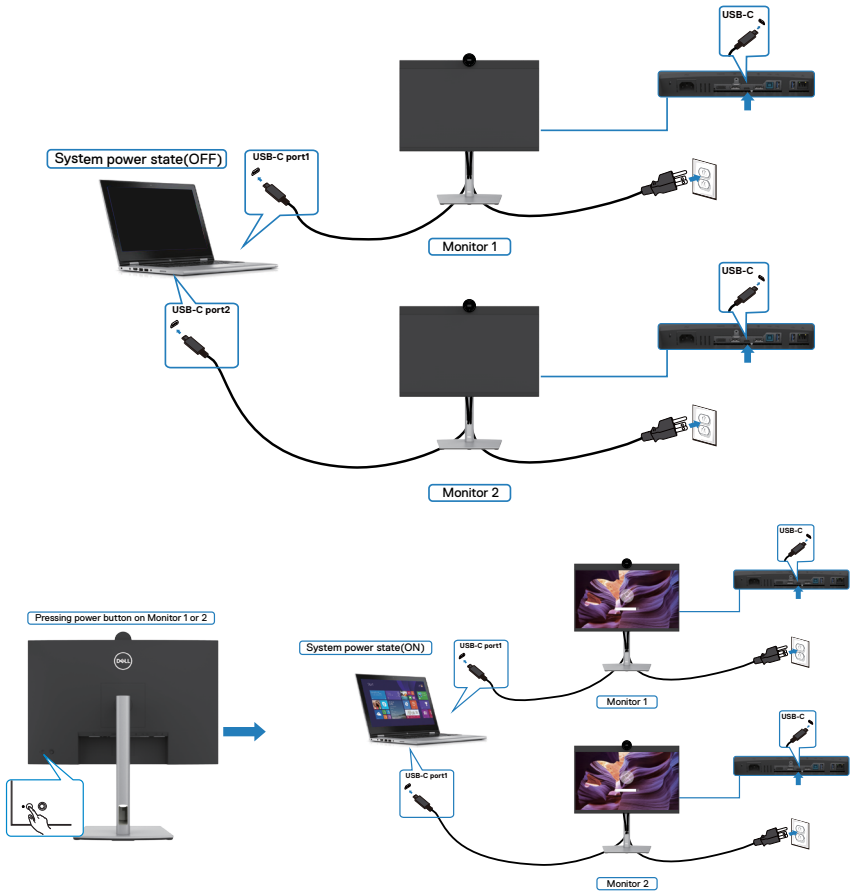 USB-C
System power state(OFF)
USB-C port1
Monitor 1
USB-C
USB-C port2
Monitor 2
USB-C
Pressing power button on Monitor 1 or 2
DELL
System power state(ON)
USB-C port1
Monitor 1
USB-C
USB-C port1
Monitor 2